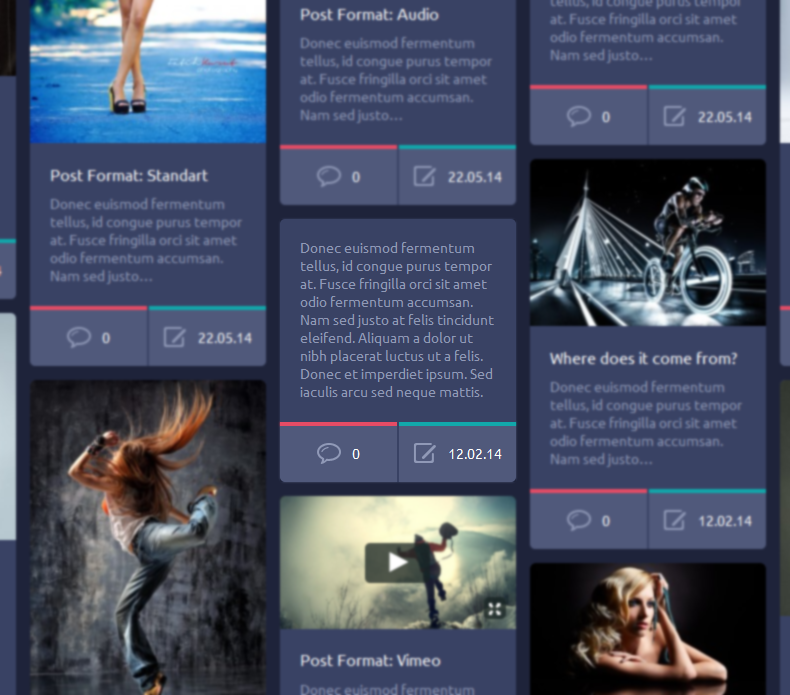 Post Format: Standart
Donec euismod fermentum
tellus, id congue purus tempor
at. Fusce fringilla orci sit amet
odio fermentum accumsan.
Nam sed justo...
0
22.05.14
Post Format: Audio
Donec euismod fermentum
tellus, id congue purus tempor
at. Fusce fringilla orci sit amet
odio fermentum accumsan.
Nam sed justo...
0
22.05.14
Donec euismod fermentum
tellus, id congue purus tempor
at. Fusce fringilla orci sit amet
odio fermentum accumsan.
Nam sed justo at felis tincidunt
eleifend. Aliquam a dolor ut
nibh placerat luctus ut a felis.
Donec et imperdiet ipsum. Sed
iaculis arcu sed neque mattis.
0
12.02.14
Post Format: Vimeo
Donec euismod fermentum
tellus, id congue purus tempor
at. Fusce fringilla orci sit amet
odio fermentum accumsan.
Nam sed justo...
0
22.05.14
Where does it come from?
Donec euismod fermentum
tellus, id congue purus tempor
at. Fusce fringilla orci sit amet
odio fermentum accumsan.
Nam sed justo...
0
12.02.14